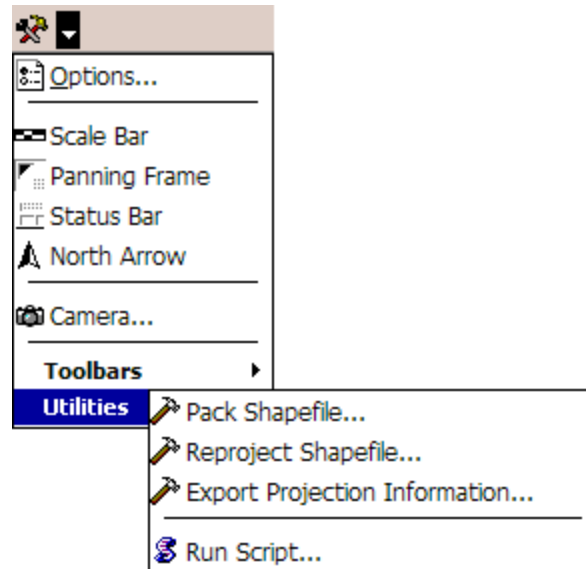 Options...
Scale Bar
Panning Frame
Status Bar
North Arrow
Camera...
Toolbars
Utilities
Pack Shapefile...
Reproject Shapefile...
Export Projection Information...
Run Script...